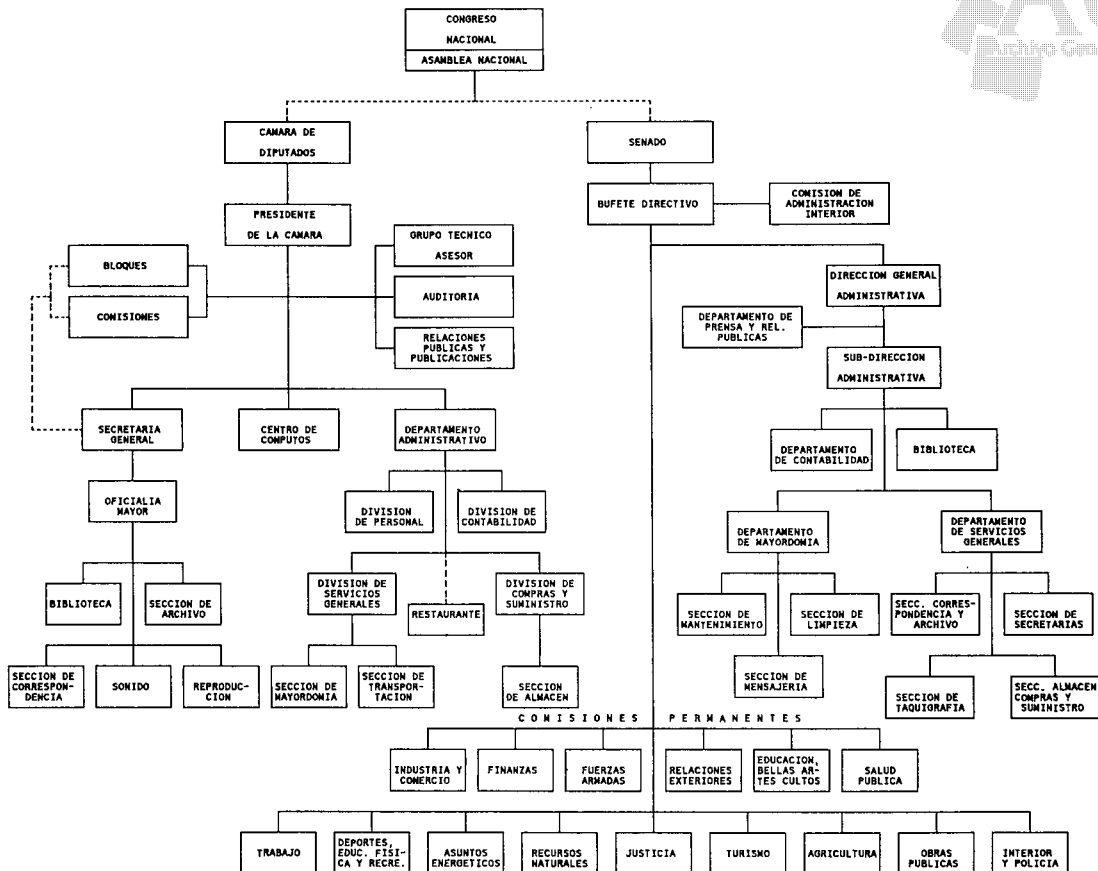 CONGRESO
NACIONAL
ASAMBLEA NACIONAL
CAMARA DE
DIPUTADOS
SENADO
PRESIDENTE
DE LA CAMARA
BUFETE DIRECTIVO
COMISION DE
ADMINISTRACION
INTERIOR
BLOQUES
COMISIONES
GRUPO TECNICO
ASESOR
AUDITORIA
RELACIONES
PUBLICAS Y
PUBLICACIONES
DIRECCION GENERAL
ADMINISTRATIVA
DEPARTAMENTO DE
PRENSA Y REL.
PUBLICAS
SUB-DIRECCION
ADMINISTRATIVA
SECRETARIA
GENERAL
CENTRO DE
COMPUTOS
DEPARTAMENTO
ADMINISTRATIVO
DEPARTAMENTO
DE CONTABILIDAD
BIBLIOTECA
OFICIALIA
MAYOR
DIVISION
DE PERSONAL
DIVISION DE
CONTABILIDAD
DEPARTAMENTO
DE MAYORDOMIA
DEPARTAMENTO
DE SERVICIOS
GENERALES
BIBLIOTECA
SECCION DE
ARCHIVO
DIVISION DE
SERVICIOS
GENERALES
RESTAURANTE
DIVISION DE
COMPRAS Y
SUMINISTRO
SECCION DE
MANTENIMIENTO
SECCION DE
LIMPIEZA
SECC. CORRES-
PONDENCIA Y
ARCHIVO
SECCION DE
SECRETARIAS
SECCION DE
CORRESPON-
DENCIA
SONIDO
REPRODUC-
CION
SECCION DE
MAYORDONIA
SECCION DE
TRANSPOR-
TACION
SECCION
DE ALMACEN
SECCION DE
MENSAJERIA
SECCION DE
TAQUIGRAFIA
SECC. ALMACEN
COMPRAS Y
SUMINISTRO
COMISIONES PERMANENTES
INDUSTRIA Y
COMERCIO
FINANZAS
FUERZAS
ARMADAS
RELACIONES
EXTERIORES
EDUCACION,
BELLAS AR-
TES CULTOS
SALUD
PUBLICA
TRABAJO
DEPORTES,
EDUC. FISI-
CA Y RECRE.
ASUNTOS
ENERGETICOS
RECURSOS
NATURALES
JUSTICIA
TURISMO
AGRICULTURA
OBRAS
PUBLICAS
INTERIOR
Y POLICIA